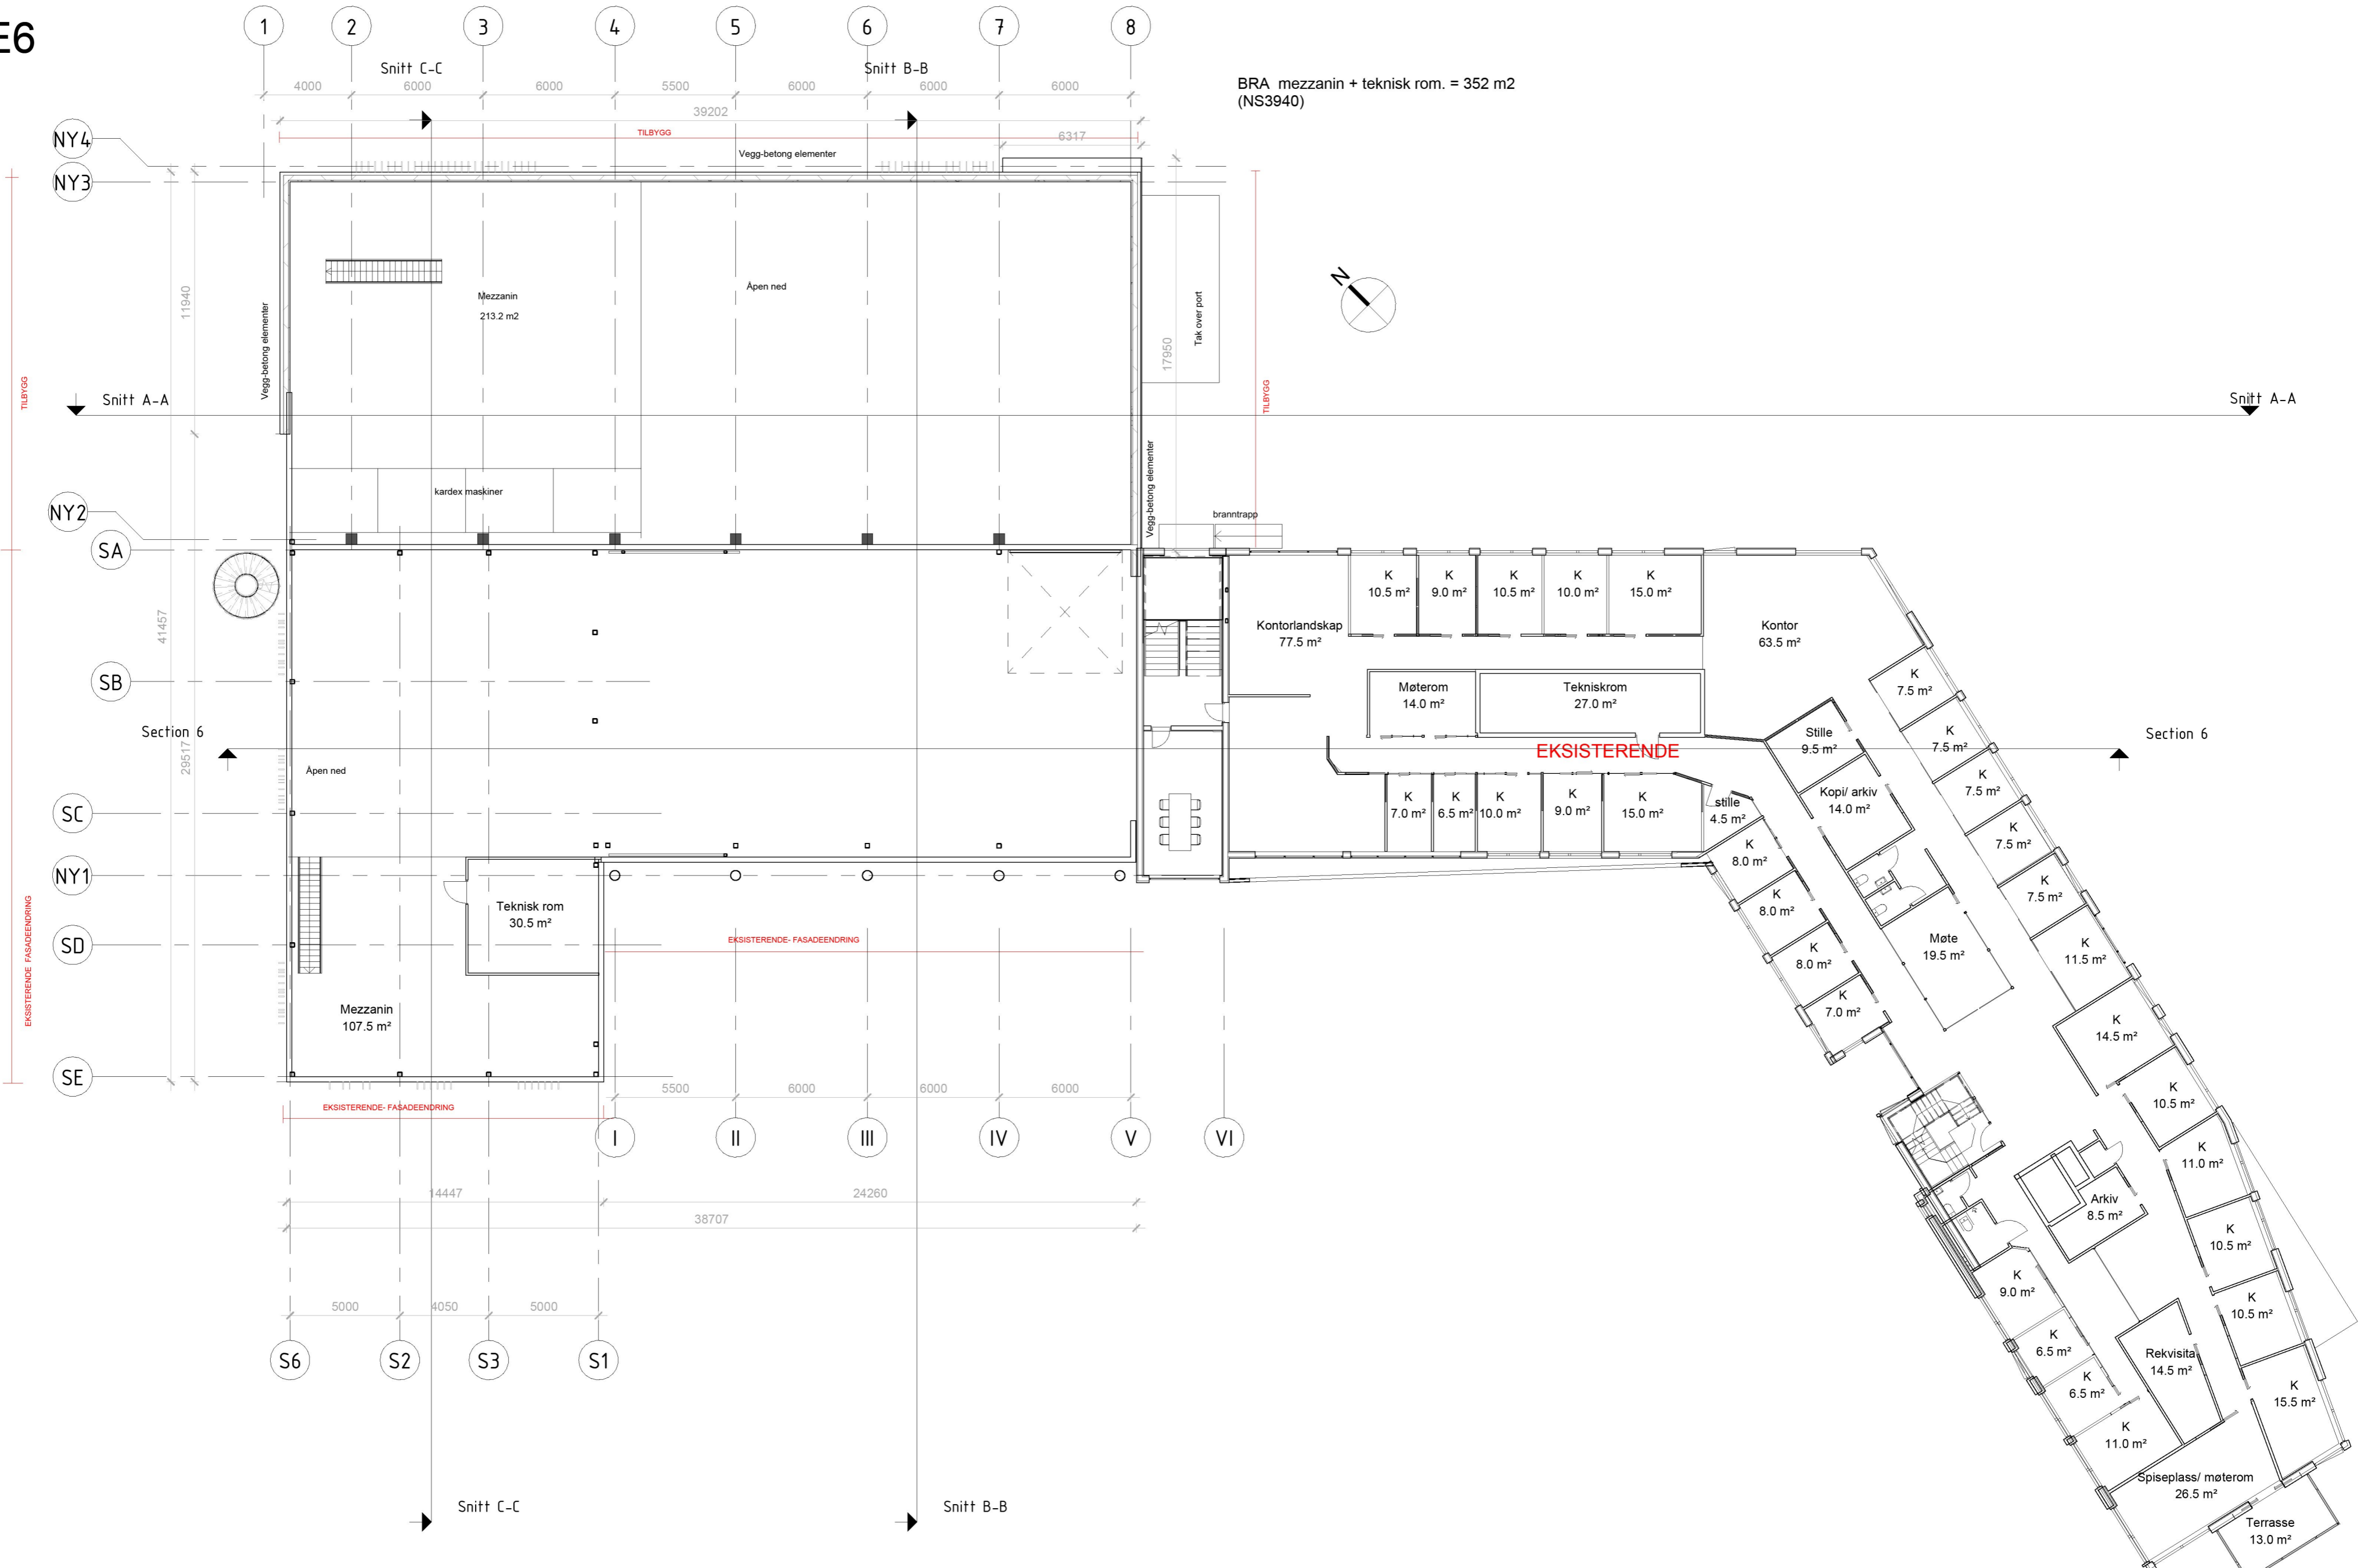 E6
1
2
3
4
5
6
7
8
Snitt C-C
Snitt B-B
4000
6000
6000
5500
6000
6000
6000
BRA mezzanin + teknisk rom. = 352 m2
(NS3940)
39202
TILBYGG
6317
NY4
Vegg-betong elementer
NY3
N
Mezzanin
213.2 m2
Åpen ned
Tak over port
11940
Vegg-betong elementer
17950
TILBYGG
TILBYGG
Snitt A-A
Snitt A-A
kardex maskiner
Vegg-betong elementer
NY2
branntrapp
SA
41457
K
10.5 m²
K
9.0 m²
K
10.5 m²
K
10.0 m²
K
15.0 m²
Kontorlandskap
77.5 m²
Kontor
63.5 m²
SB
Møterom
14.0 m²
Tekniskrom
27.0 m²
K
7.5 m²
Stille
9.5 m²
K
7.5 m²
Section 6
Section 6
EKSISTERENDE
29517
Åpen ned
K
7.5 m²
Kopi/ arkiv
14.0 m²
SC
K
7.0 m²
K
6.5 m²
K
10.0 m²
K
9.0 m²
K
15.0 m²
stille
4.5 m²
K
7.5 m²
K
8.0 m²
NY1
K
7.5 m²
K
8.0 m²
Teknisk rom
30.5 m²
EKSISTERENDE FASADEENDRING
SD
EKSISTERENDE- FASADEENDRING
Møte
19.5 m²
K
11.5 m²
K
8.0 m²
K
7.0 m²
Mezzanin
107.5 m²
K
14.5 m²
SE
5500
6000
6000
6000
EKSISTERENDE- FASADEENDRING
K
10.5 m²
I
II
III
IV
V
VI
K
11.0 m²
14447
24260
38707
Arkiv
8.5 m²
K
10.5 m²
K
9.0 m²
5000
4050
5000
K
10.5 m²
S6
S2
S3
S1
K
6.5 m²
Rekvisita
14.5 m²
K
6.5 m²
K
15.5 m²
K
11.0 m²
Spiseplass/ møterom
26.5 m²
Snitt C-C
Snitt B-B
Terrasse
13.0 m²